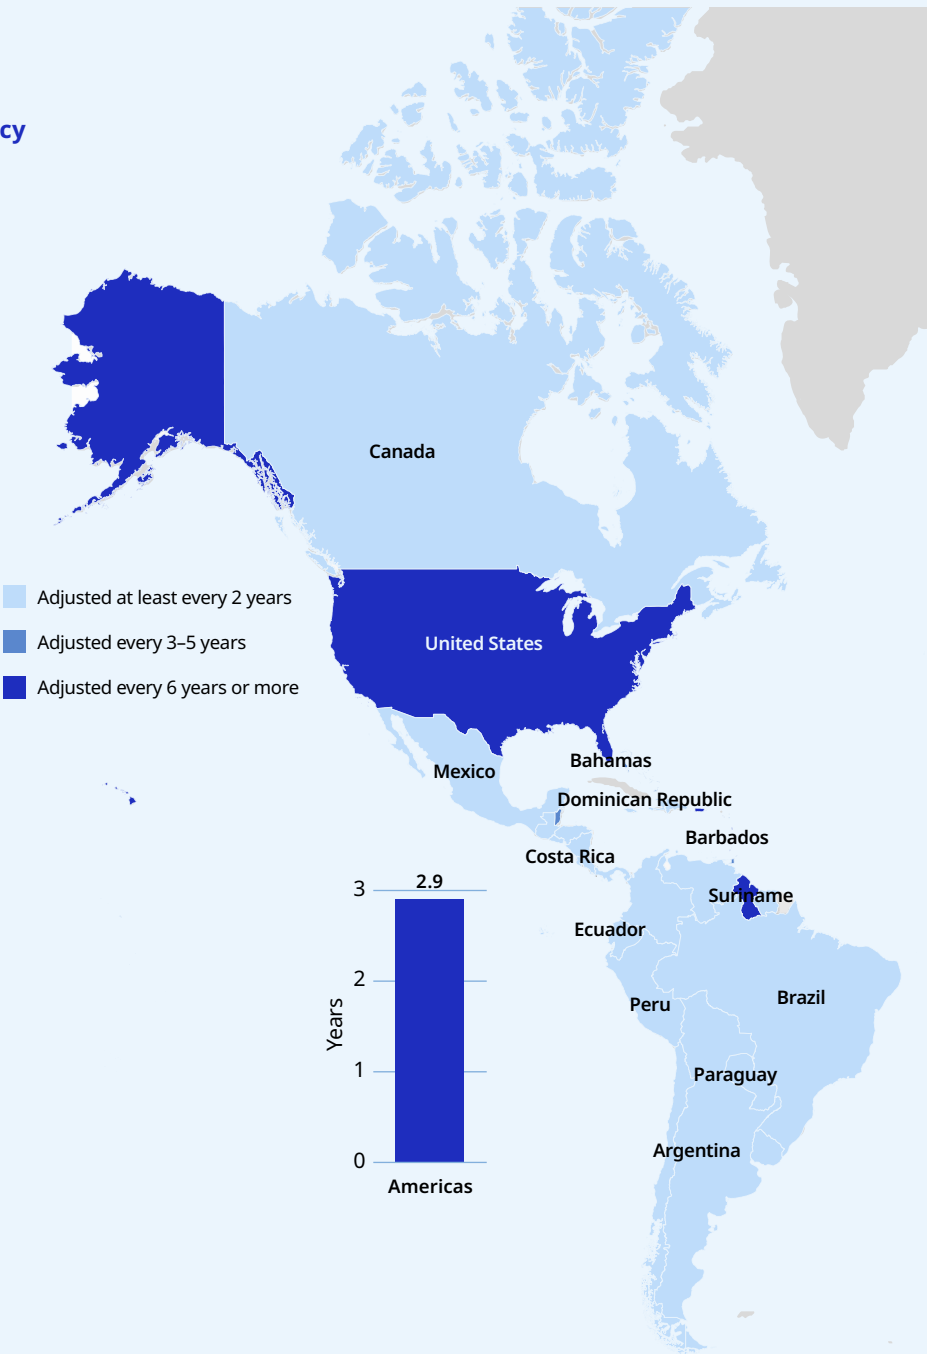 cy
Canada
Adjusted at least every 2 years
Adjusted every 3–5 years
Adjusted every 6 years or more
United States
Mexico
Bahamas
Dominican Republic
Barbados
Costa Rica
Suriname
Ecuador
Peru
Brazil
Paraguay
Argentina
3
2.9
2
Years
1
0
Americas